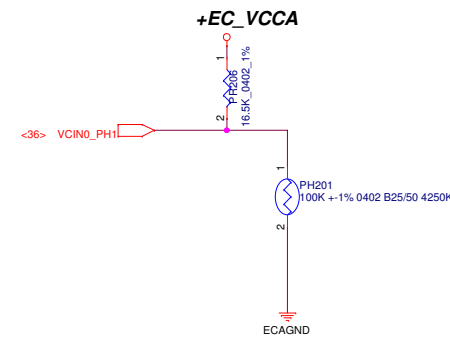 +EC_VCCA
1
PR206
16.5K_0402_1%
2
<36> VCIN0_PH1
1
PH201
100K +-1% 0402 B25/50 4250K
2
ECAGND